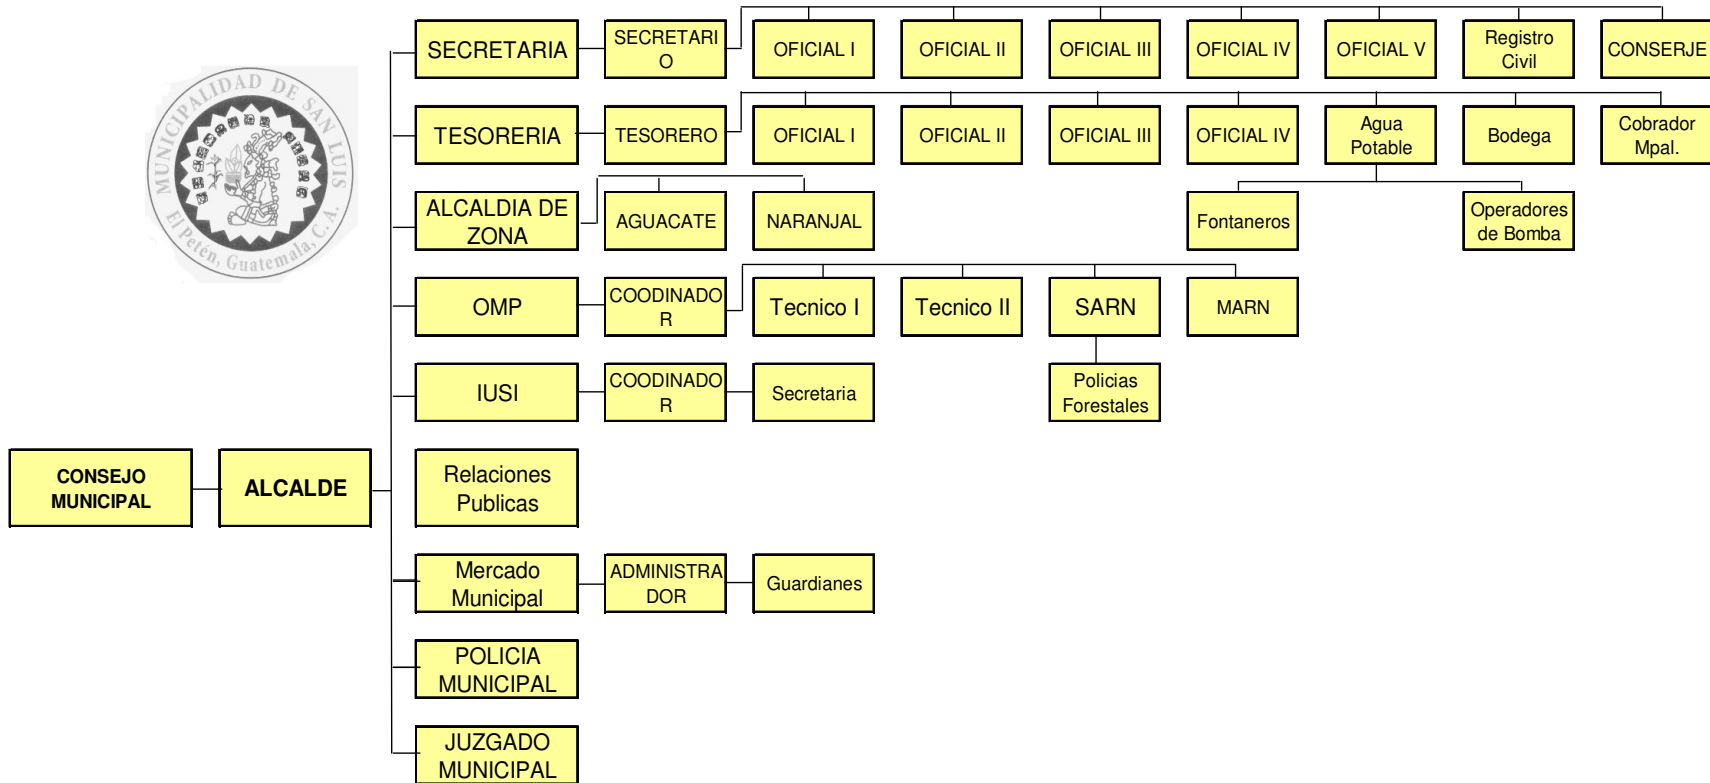 SECRETARIA
SECRETARI
O
OFICIAL I
OFICIAL II
OFICIAL III
OFICIAL IV
OFICIAL V
Registro
Civil
CONSERJE
MUNICIPALIDAD DE SAN LUIS
El Petén, Guatemala, C. A.
TESORERIA
TESORERO
OFICIAL I
OFICIAL II
OFICIAL III
OFICIAL IV
Agua
Potable
Bodega
Cobrador
Mpal.
ALCALDIA DE
ZONA
AGUACATE
NARANJAL
Fontaneros
Operadores
de Bomba
OMP
COODINADO
R
Tecnico I
Tecnico II
SARN
MARN
IUSI
COODINADO
R
Secretaria
Policias
Forestales
CONSEJO
MUNICIPAL
ALCALDE
Relaciones
Publicas
Mercado
Municipal
ADMINISTRA
DOR
Guardianes
POLICIA
MUNICIPAL
JUZGADO
MUNICIPAL